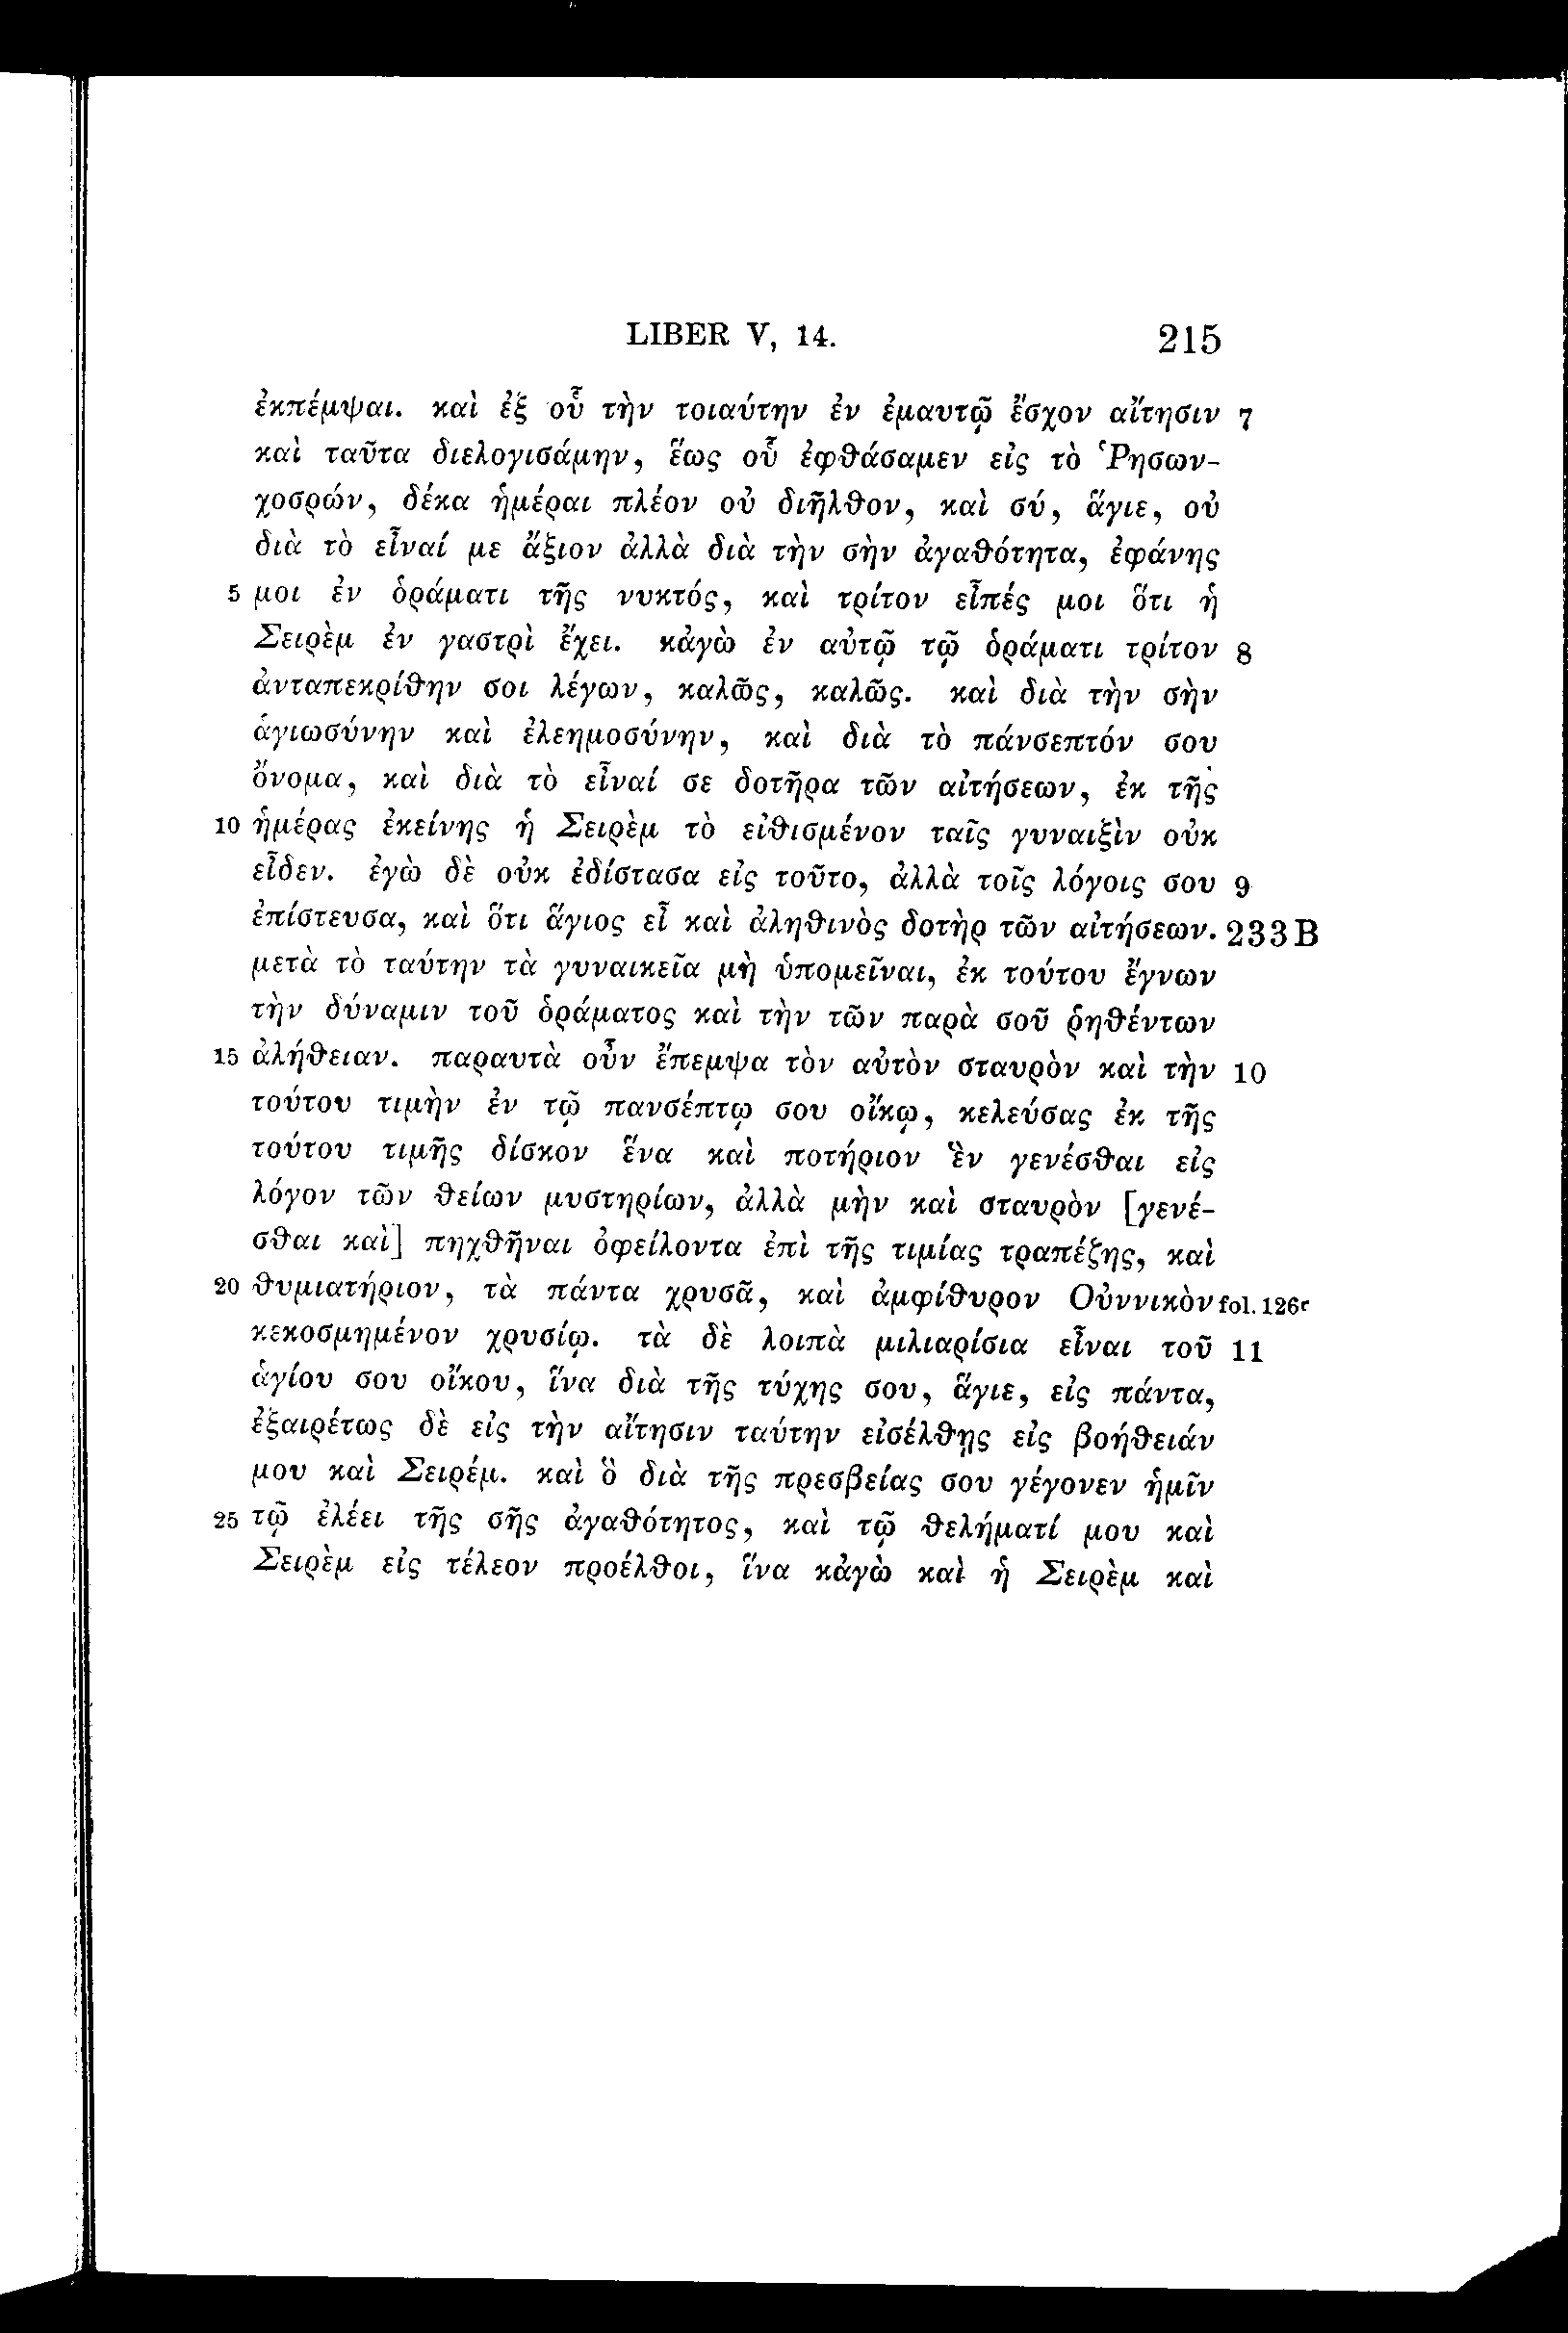 LIBER V, 14. 215
ἐκπέμψαι. καὶ ἐξ οὗ τὴν τοιαύτην ἐν ἐμαυτῷ ἔσχον αἴτησιν 7
καὶ ταῦτα διελογισάμην, ἕως οὗ ἐφθάσαμεν εἰς τὸ Ῥησων-
χοσρών, δέκα ἡμέραι πλέον οὐ διῆλθον, καὶ σύ, ἅγιε, οὐ
διὰ τὸ εἶναί με ἄξιον ἀλλὰ διὰ τὴν σὴν ἀγαθότητα, ἐφάνης
5 μοι ἐν ὁράματι τῆς νυκτός, καὶ τρίτον εἶπές μοι ὅτι ἡ
Σειρὲμ ἐν γαστρὶ ἔχει. κἀγὼ ἐν αὐτῷ τῷ ὁράματι τρίτον 8
ἀνταπεκρίθην σοι λέγων, καλῶς, καλῶς. καὶ διὰ τὴν σὴν
ἁγιωσύνην καὶ ἐλεημοσύνην, καὶ διὰ τὸ πάνσεπτόν σου
ὄνομα, καὶ διὰ τὸ εἶναί σε δοτῆρα τῶν αἰτήσεων, ἐκ τῆς
10 ἡμέρας ἐκείνης ἡ Σειρὲμ τὸ εἰθισμένον ταῖς γυναιξὶν οὐκ
εἶδεν. ἐγὼ δὲ οὐκ ἐδίστασα εἰς τοῦτο, ἀλλὰ τοῖς λόγοις σου 9
ἐπίστευσα, καὶ ὅτι ἅγιος εἶ καὶ ἀληθινὸς δοτὴρ τῶν αἰτήσεων. 233 B
μετὰ τὸ ταύτην τὰ γυναικεῖα μὴ ὑπομεῖναι, ἐκ τούτου ἔγνων
τὴν δύναμιν τοῦ ὁράματος καὶ τὴν τῶν παρὰ σοῦ ῥηθέντων
15 ἀλήθειαν. παραυτὰ οὖν ἔπεμψα τὸν αὐτὸν σταυρὸν καὶ τὴν 10
τούτου τιμὴν ἐν τῷ πανσέπτῳ σου οἴκῳ, κελεύσας ἐκ τῆς
τούτου τιμῆς δίσκον ἕνα καὶ ποτήριον ἓν γενέσθαι εἰς
λόγον τῶν θείων μυστηρίων, ἀλλὰ μὴν καὶ σταυρὸν [γενέ-
σθαι καὶ] πηχθῆναι ὀφείλοντα ἐπὶ τῆς τιμίας τραπέζης, καὶ
20 θυμιατήριον, τὰ πάντα χρυσᾶ, καὶ ἀμφίθυρον Οὐννικὸν fol. 126r
κεκοσμημένον χρυσίῳ. τὰ δὲ λοιπὰ μιλιαρίσια εἶναι τοῦ 11
ἁγίου σου οἴκου, ἵνα διὰ τῆς τύχης σου, ἅγιε, εἰς πάντα,
ἐξαιρέτως δὲ εἰς τὴν αἴτησιν ταύτην εἰσέλθῃς εἰς βοήθειάν
μου καὶ Σειρέμ. καὶ ὃ διὰ τῆς πρεσβείας σου γέγονεν ἡμῖν
25 τῷ ἐλέει τῆς σῆς ἀγαθότητος, καὶ τῷ θελήματί μου καὶ
Σειρὲμ εἰς τέλεον προέλθοι, ἵνα κἀγὼ καὶ ἡ Σειρὲμ καὶ